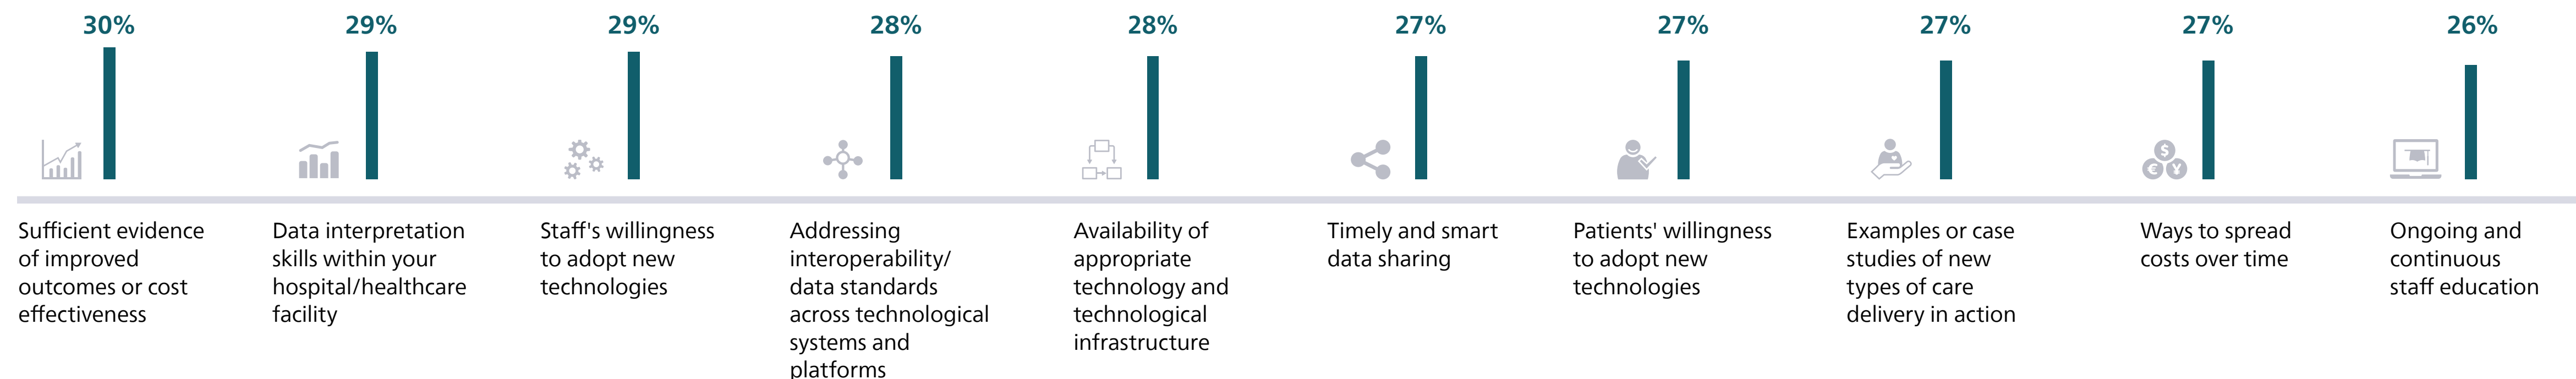 30%
29%
29%
28%
28%
27%
27%
27%
27%
26%
Sufficient evidence
of improved
outcomes or cost
effectiveness
Data interpretation
skills within your
hospital/healthcare
facility
Staff's willingness
to adopt new
technologies
Addressing
interoperability/
data standards
across technological
systems and
platforms
Availability of
appropriate
technology and
technological
infrastructure
Timely and smart
data sharing
Patients' willingness
to adopt new
technologies
Examples or case
studies of new
types of care
delivery in action
$
€ ¥
Ways to spread
costs over time
Ongoing and
continuous
staff education